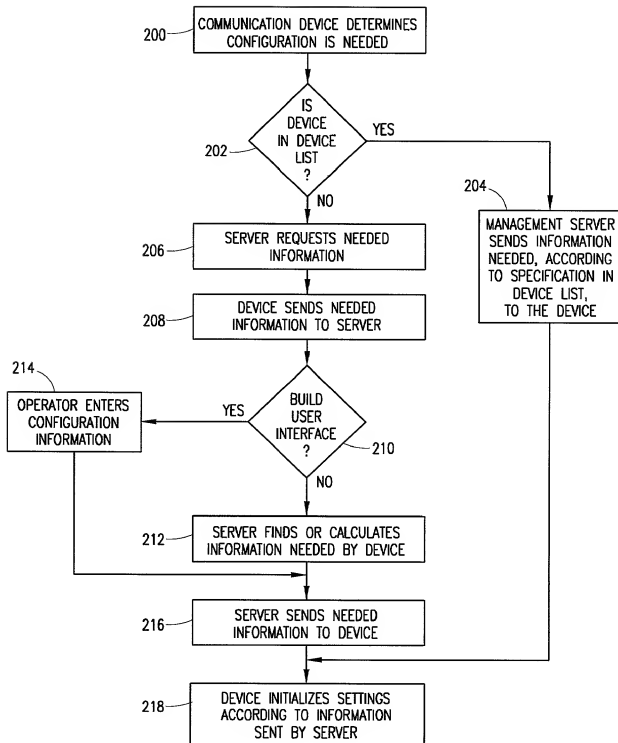 200
COMMUNICATION DEVICE DETERMINES
CONFIGURATION IS NEEDED
IS
DEVICE
IN DEVICE
LIST
?
202
YES
NO
204
MANAGEMENT SERVER
SENDS INFORMATION
NEEDED, ACCORDING
TO SPECIFICATION IN
DEVICE LIST,
TO THE DEVICE
206
SERVER REQUESTS NEEDED
INFORMATION
208
DEVICE SENDS NEEDED
INFORMATION TO SERVER
214
OPERATOR ENTERS
CONFIGURATION
INFORMATION
YES
BUILD
USER
INTERFACE
?
210
NO
212
SERVER FINDS OR CALCULATES
INFORMATION NEEDED BY DEVICE
216
SERVER SENDS NEEDED
INFORMATION TO DEVICE
218
DEVICE INITIALIZES SETTINGS
ACCORDING TO INFORMATION
SENT BY SERVER